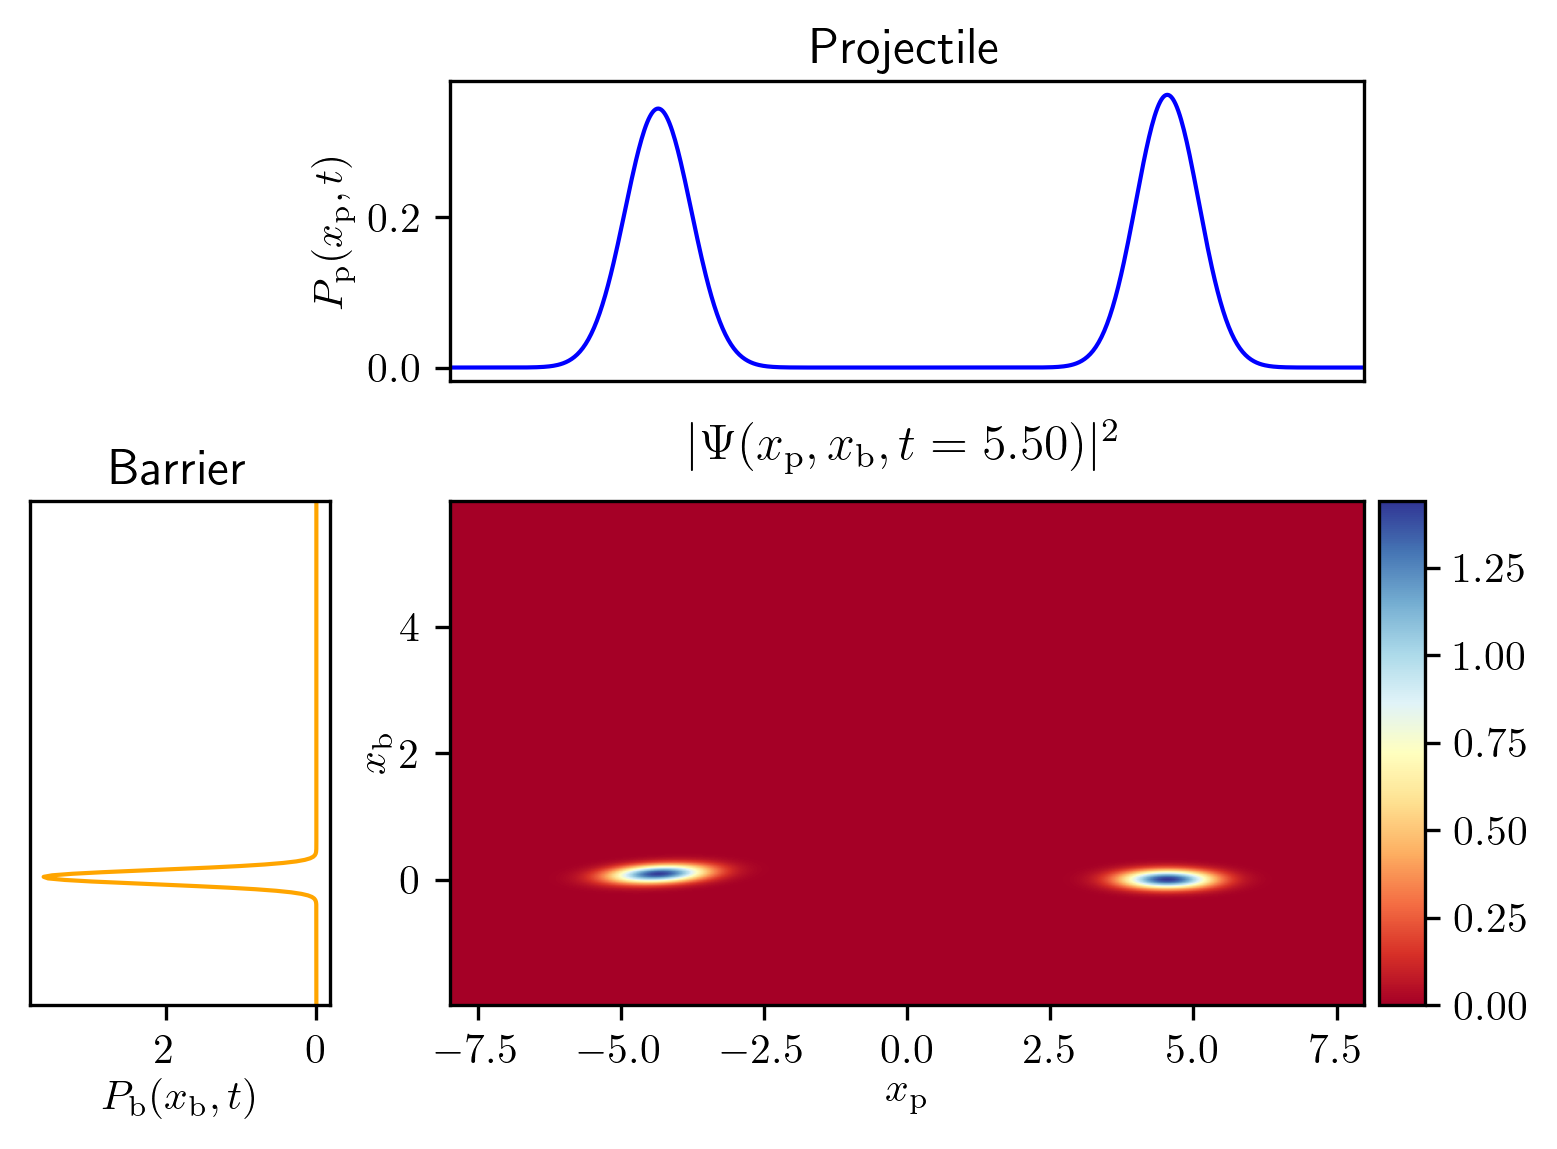 Projectile
P_p(x_p, t)
0.2
0.0
|Ψ(x_p, x_b, t = 5.50)|²
Barrier
2 0
P_b(x_b, t)
x_b
4
2
0
−7.5 −5.0 −2.5 0.0 2.5 5.0 7.5
x_p
1.25
1.00
0.75
0.50
0.25
0.00